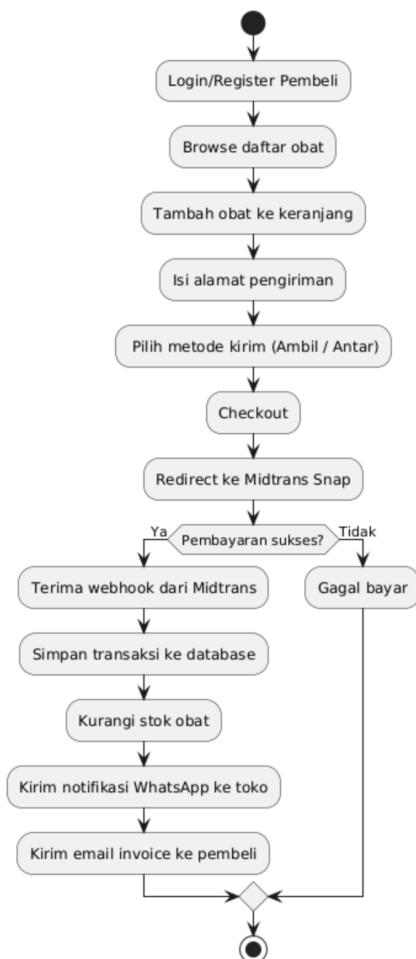 Login/Register Pembeli
Browse daftar obat
Tambah obat ke keranjang
Isi alamat pengiriman
Pilih metode kirim (Ambil / Antar)
Checkout
Redirect ke Midtrans Snap
Ya
Pembayaran sukses?
Tidak
Terima webhook dari Midtrans
Gagal bayar
Simpan transaksi ke database
Kurangi stok obat
Kirim notifikasi WhatsApp ke toko
Kirim email invoice ke pembeli